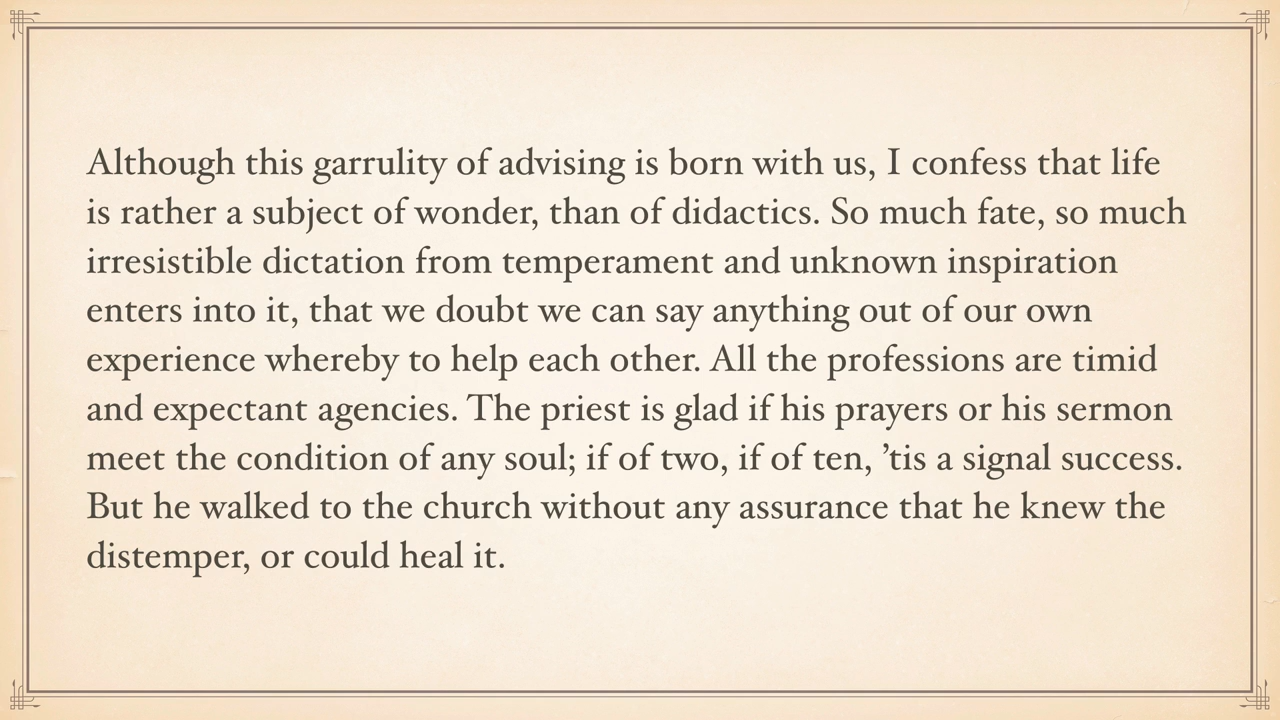 Although this garrulity of advising is born with us, I confess that life
is rather a subject of wonder, than of didactics. So much fate, so much
irresistible dictation from temperament and unknown inspiration
enters into it, that we doubt we can say anything out of our own
experience whereby to help each other. All the professions are timid
and expectant agencies. The priest is glad if his prayers or his sermon
meet the condition of any soul; if of two, if of ten, ’tis a signal success.
But he walked to the church without any assurance that he knew the
distemper, or could heal it.